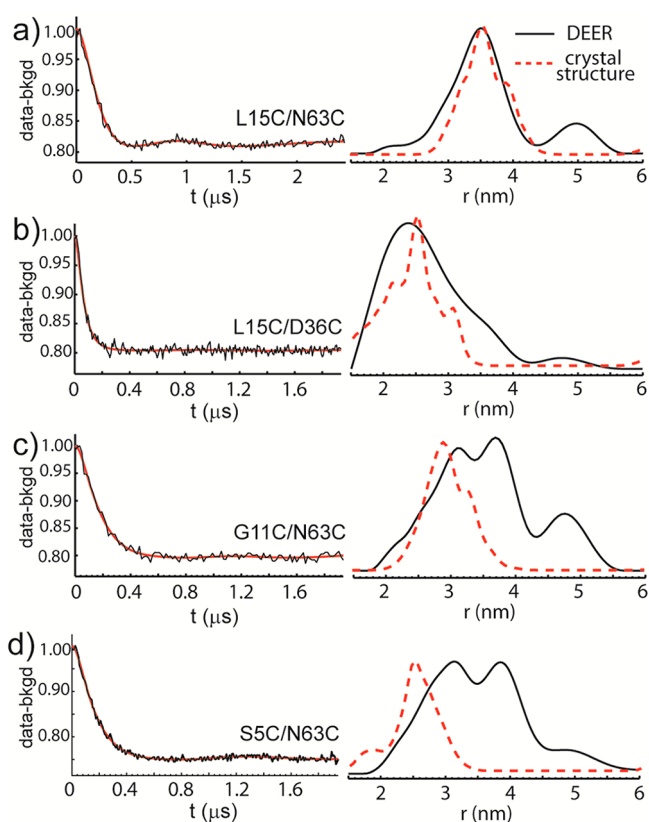 a)
data-bkgd
1.00
0.95
0.90
0.85
0.80
L15C/N63C
0 0.5 1 1.5 2
t (μs)
DEER
crystal
structure
2 3 4 5 6
r (nm)
b)
data-bkgd
1.00
0.95
0.90
0.85
0.80
L15C/D36C
0 0.4 0.8 1.2 1.6
t (μs)
2 3 4 5 6
r (nm)
c)
data-bkgd
1.00
0.95
0.90
0.85
0.80
G11C/N63C
0 0.4 0.8 1.2 1.6
t (μs)
2 3 4 5 6
r (nm)
d)
data-bkgd
1.00
0.90
0.80
S5C/N63C
0 0.4 0.8 1.2 1.6
t (μs)
2 3 4 5 6
r (nm)